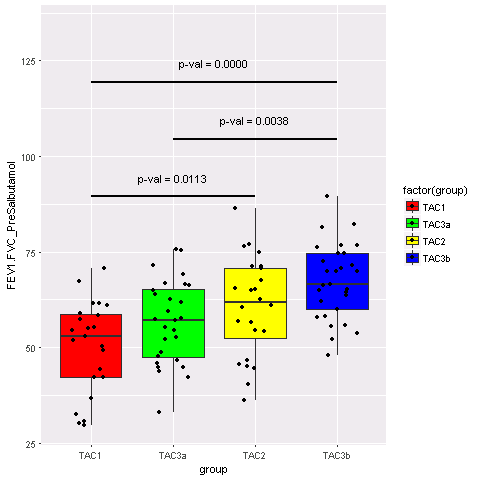 p-val = 0.0000
p-val = 0.0038
p-val = 0.0113
125
100
75
50
25
FEV1.FVC_PreSalbutamol
TAC1 TAC3a TAC2 TAC3b
group
factor(group)
TAC1
TAC3a
TAC2
TAC3b